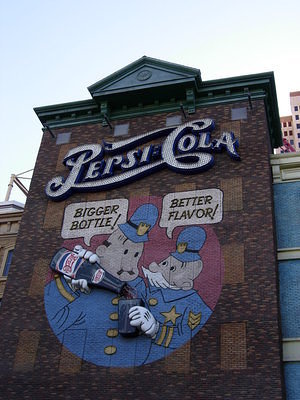 PEPSI:COLA
BIGGER
BOTTLE!
BETTER
FLAVOR!